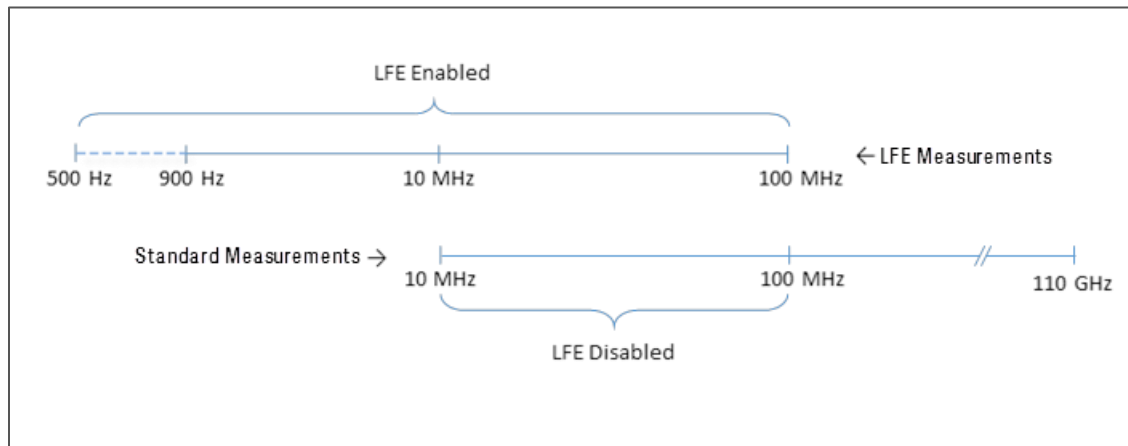 LFE Enabled
500 Hz 900 Hz 10 MHz 100 MHz
← LFE Measurements
Standard Measurements →
10 MHz 100 MHz 110 GHz
LFE Disabled